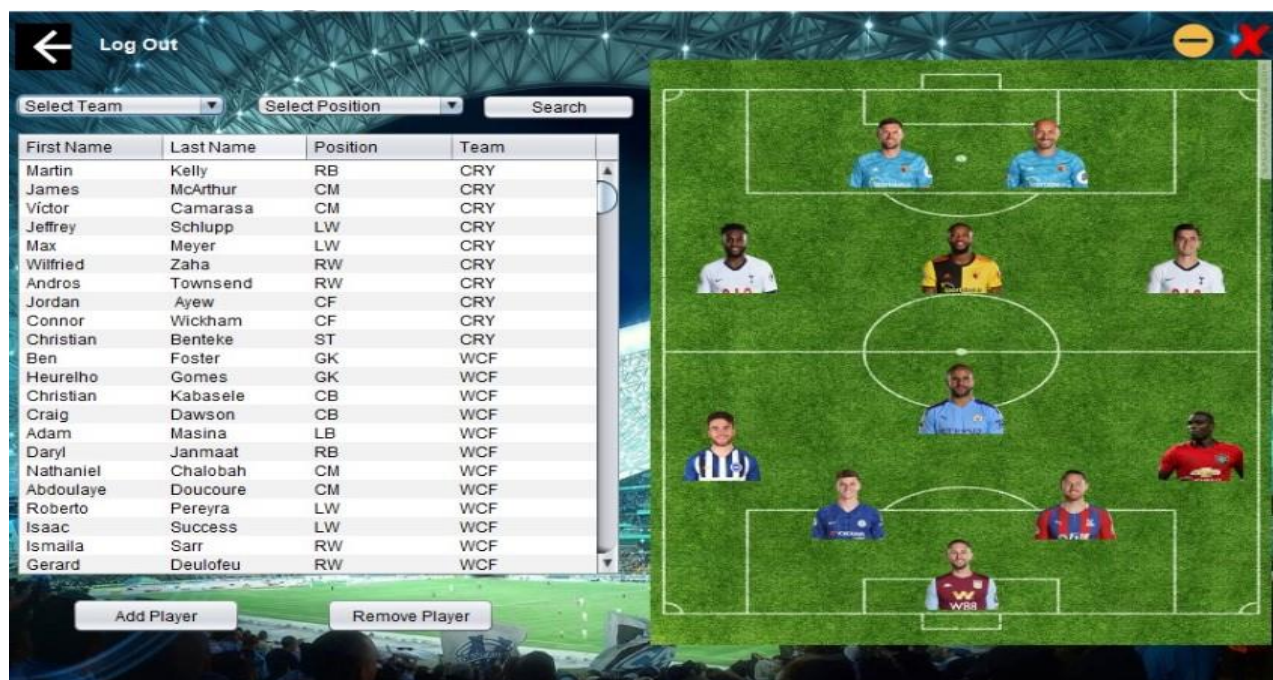 Log Out
Select Team Select Position Search
First Name Last Name Position Team
Martin Kelly RB CRY
James McArthur CM CRY
Víctor Camarasa CM CRY
Jeffrey Schlupp LW CRY
Max Meyer LW CRY
Wilfried Zaha RW CRY
Andros Townsend RW CRY
Jordan Ayew CF CRY
Connor Wickham CF CRY
Christian Benteke ST CRY
Ben Foster GK WCF
Heurelho Gomes GK WCF
Christian Kabasele CB WCF
Craig Dawson CB WCF
Adam Masina LB WCF
Daryl Janmaat RB WCF
Nathaniel Chalobah CM WCF
Abdoulaye Doucoure CM WCF
Roberto Pereyra LW WCF
Isaac Success LW WCF
Ismaila Sarr RW WCF
Gerard Deulofeu RW WCF
Add Player Remove Player
W88